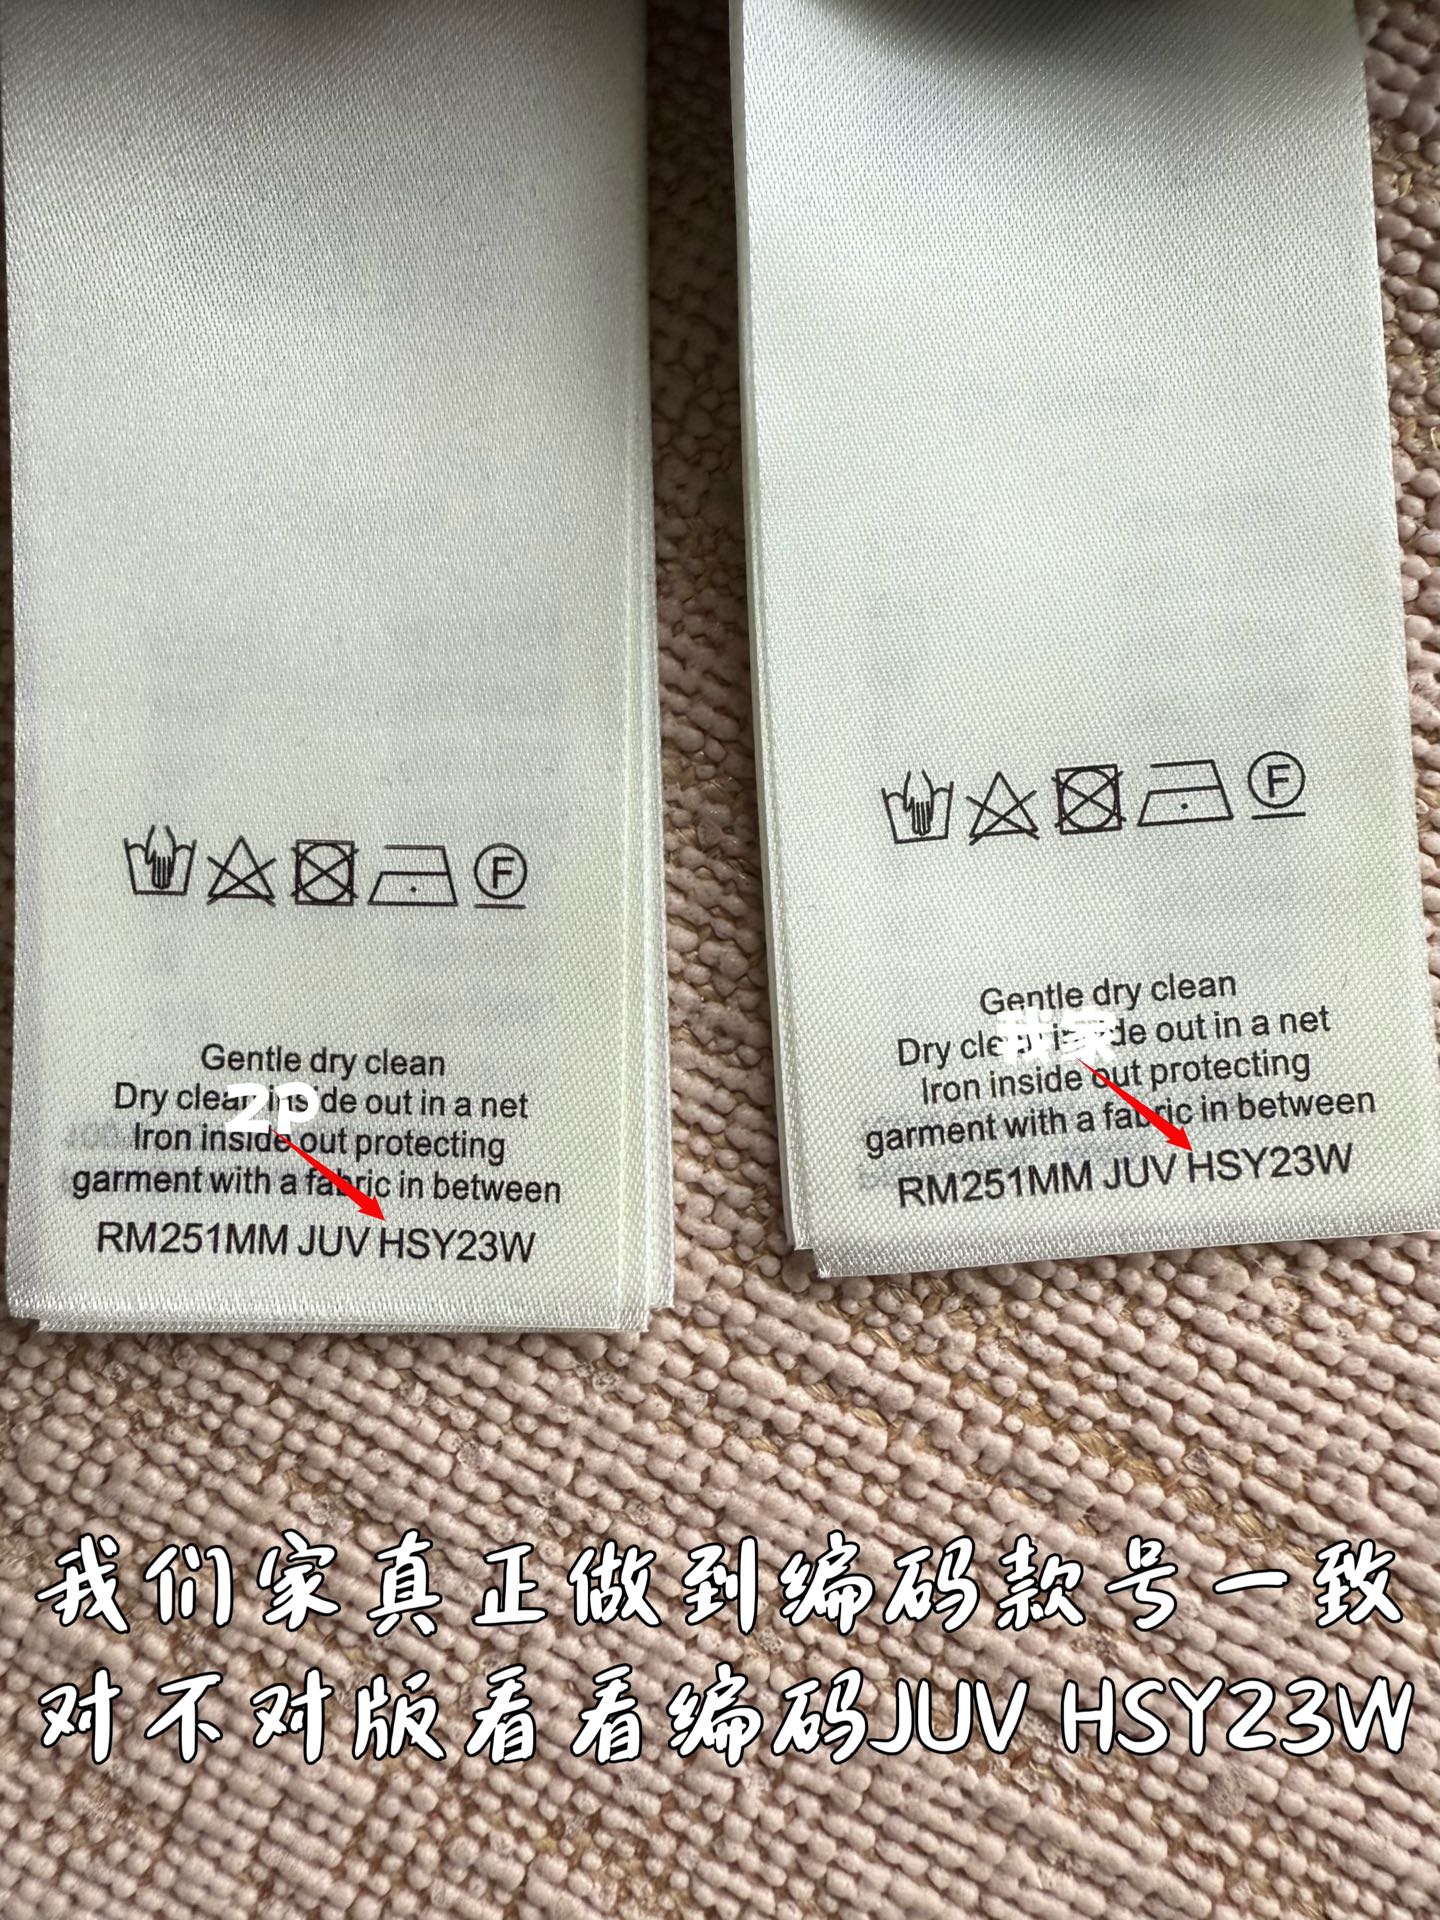 F
Gentle dry clean
Dry clean inside out in a net
Iron inside out protecting
garment with a fabric in between
RM251MM JUV HSY23W
2P
F
Gentle dry clean
Dry clean inside out in a net
Iron inside out protecting
garment with a fabric in between
RM251MM JUV HSY23W
我家
我们家真正做到编码款号一致
对不对版看看编码JUV HSY23W